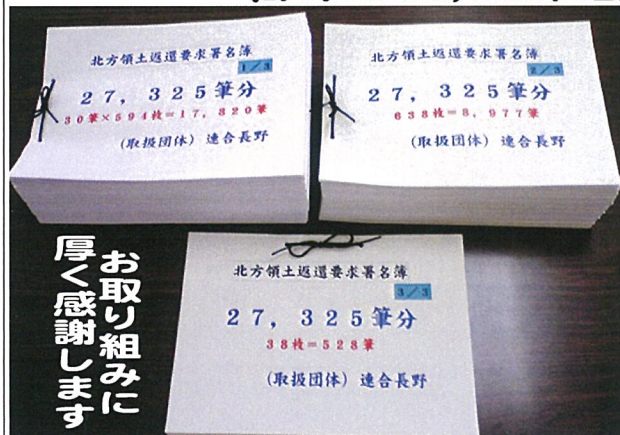 北方領土返還要求署名簿
1/3
27,325筆分
30筆×594枚=17,820筆
(取扱団体) 連合長野
北方領土返還要求署名簿
2/3
27,325筆分
638枚=8,977筆
(取扱団体) 連合長野
北方領土返還要求署名簿
3/3
27,325筆分
38枚=528筆
(取扱団体) 連合長野
お取り組みに
厚く感謝します